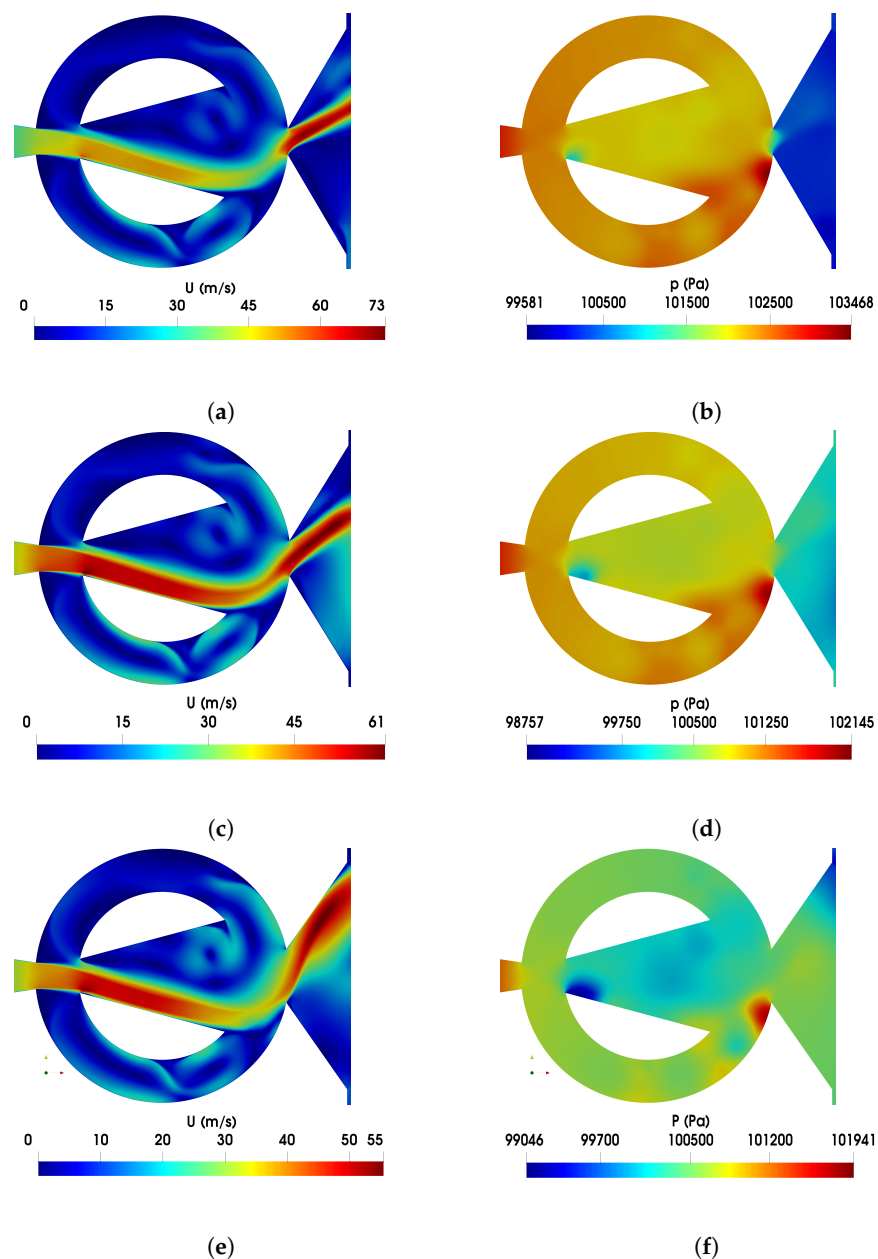 U (m/s)
0 15 30 45 60 73
p (Pa)
99581 100500 101500 102500 103468
(a)
(b)
U (m/s)
0 15 30 45 61
p (Pa)
98757 99750 100500 101250 102145
(c)
(d)
U (m/s)
0 10 20 30 40 50 55
P (Pa)
99046 99700 100500 101200 101941
(e)
(f)